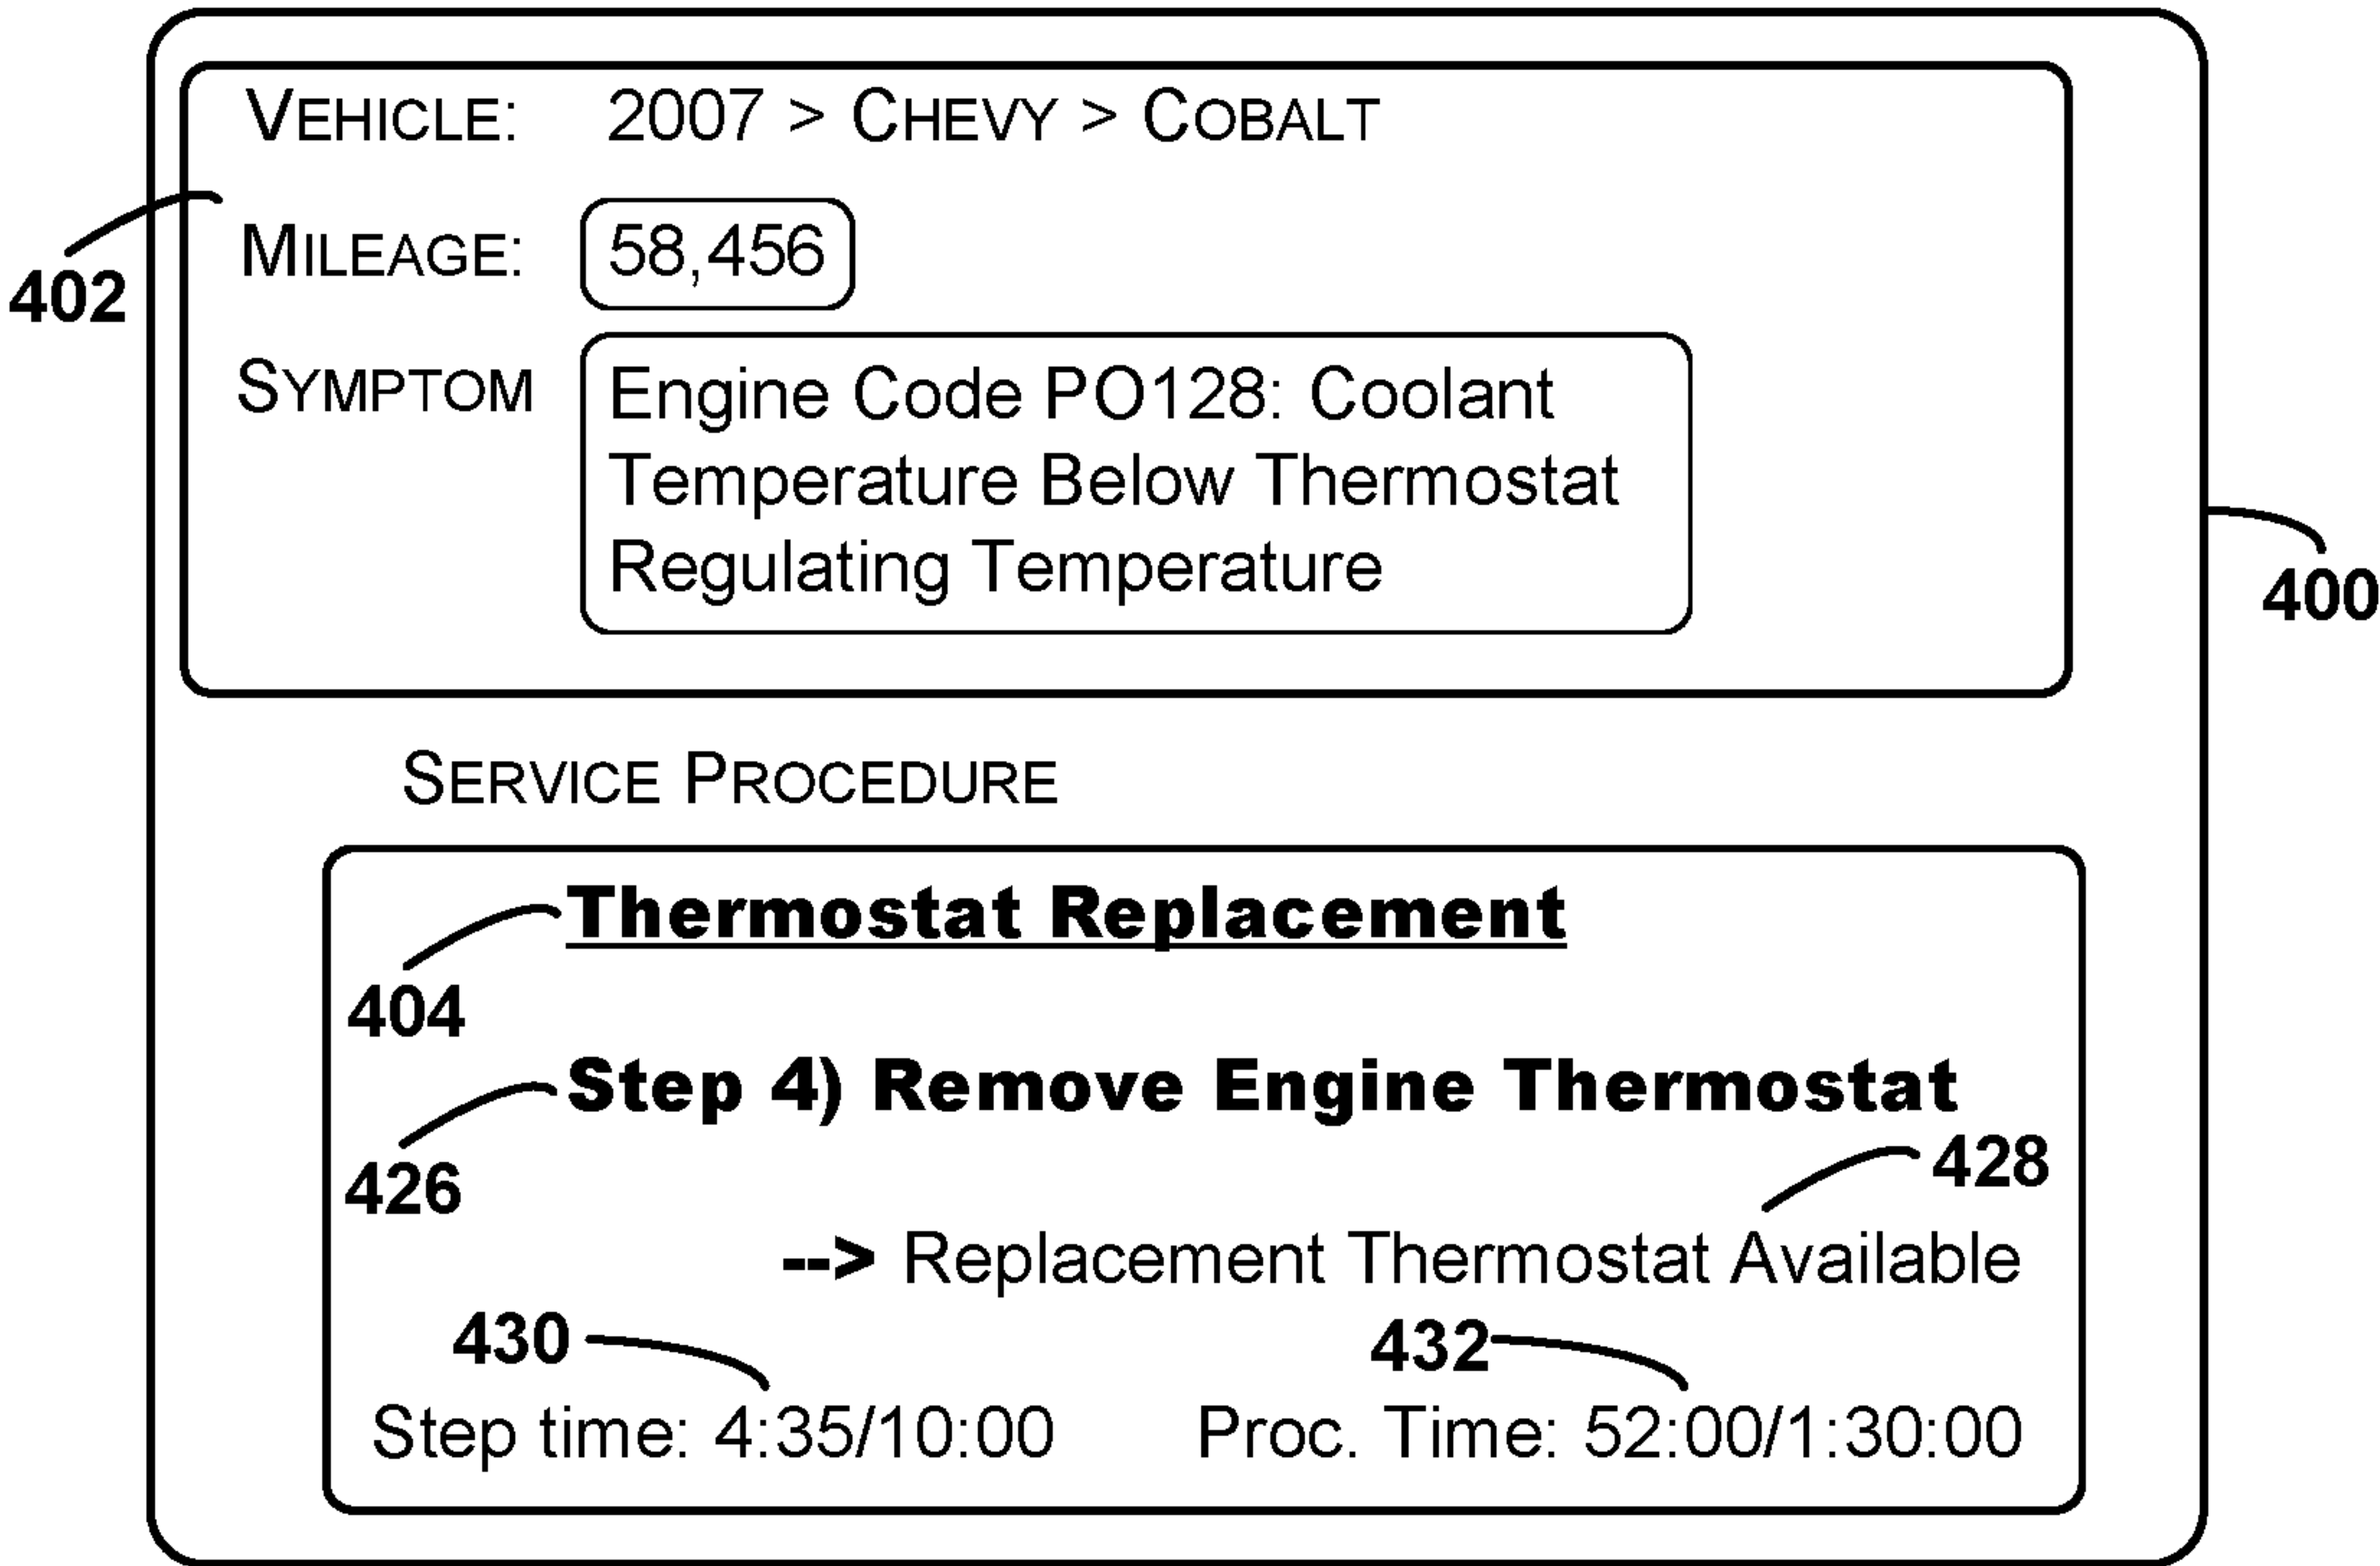 VEHICLE: 2007 > CHEVY > COBALT
MILEAGE: 58,456
402
SYMPTOM Engine Code PO128: Coolant
Temperature Below Thermostat
Regulating Temperature
400
SERVICE PROCEDURE
Thermostat Replacement
404
Step 4) Remove Engine Thermostat
426
428
--> Replacement Thermostat Available
430 432
Step time: 4:35/10:00 Proc. Time: 52:00/1:30:00